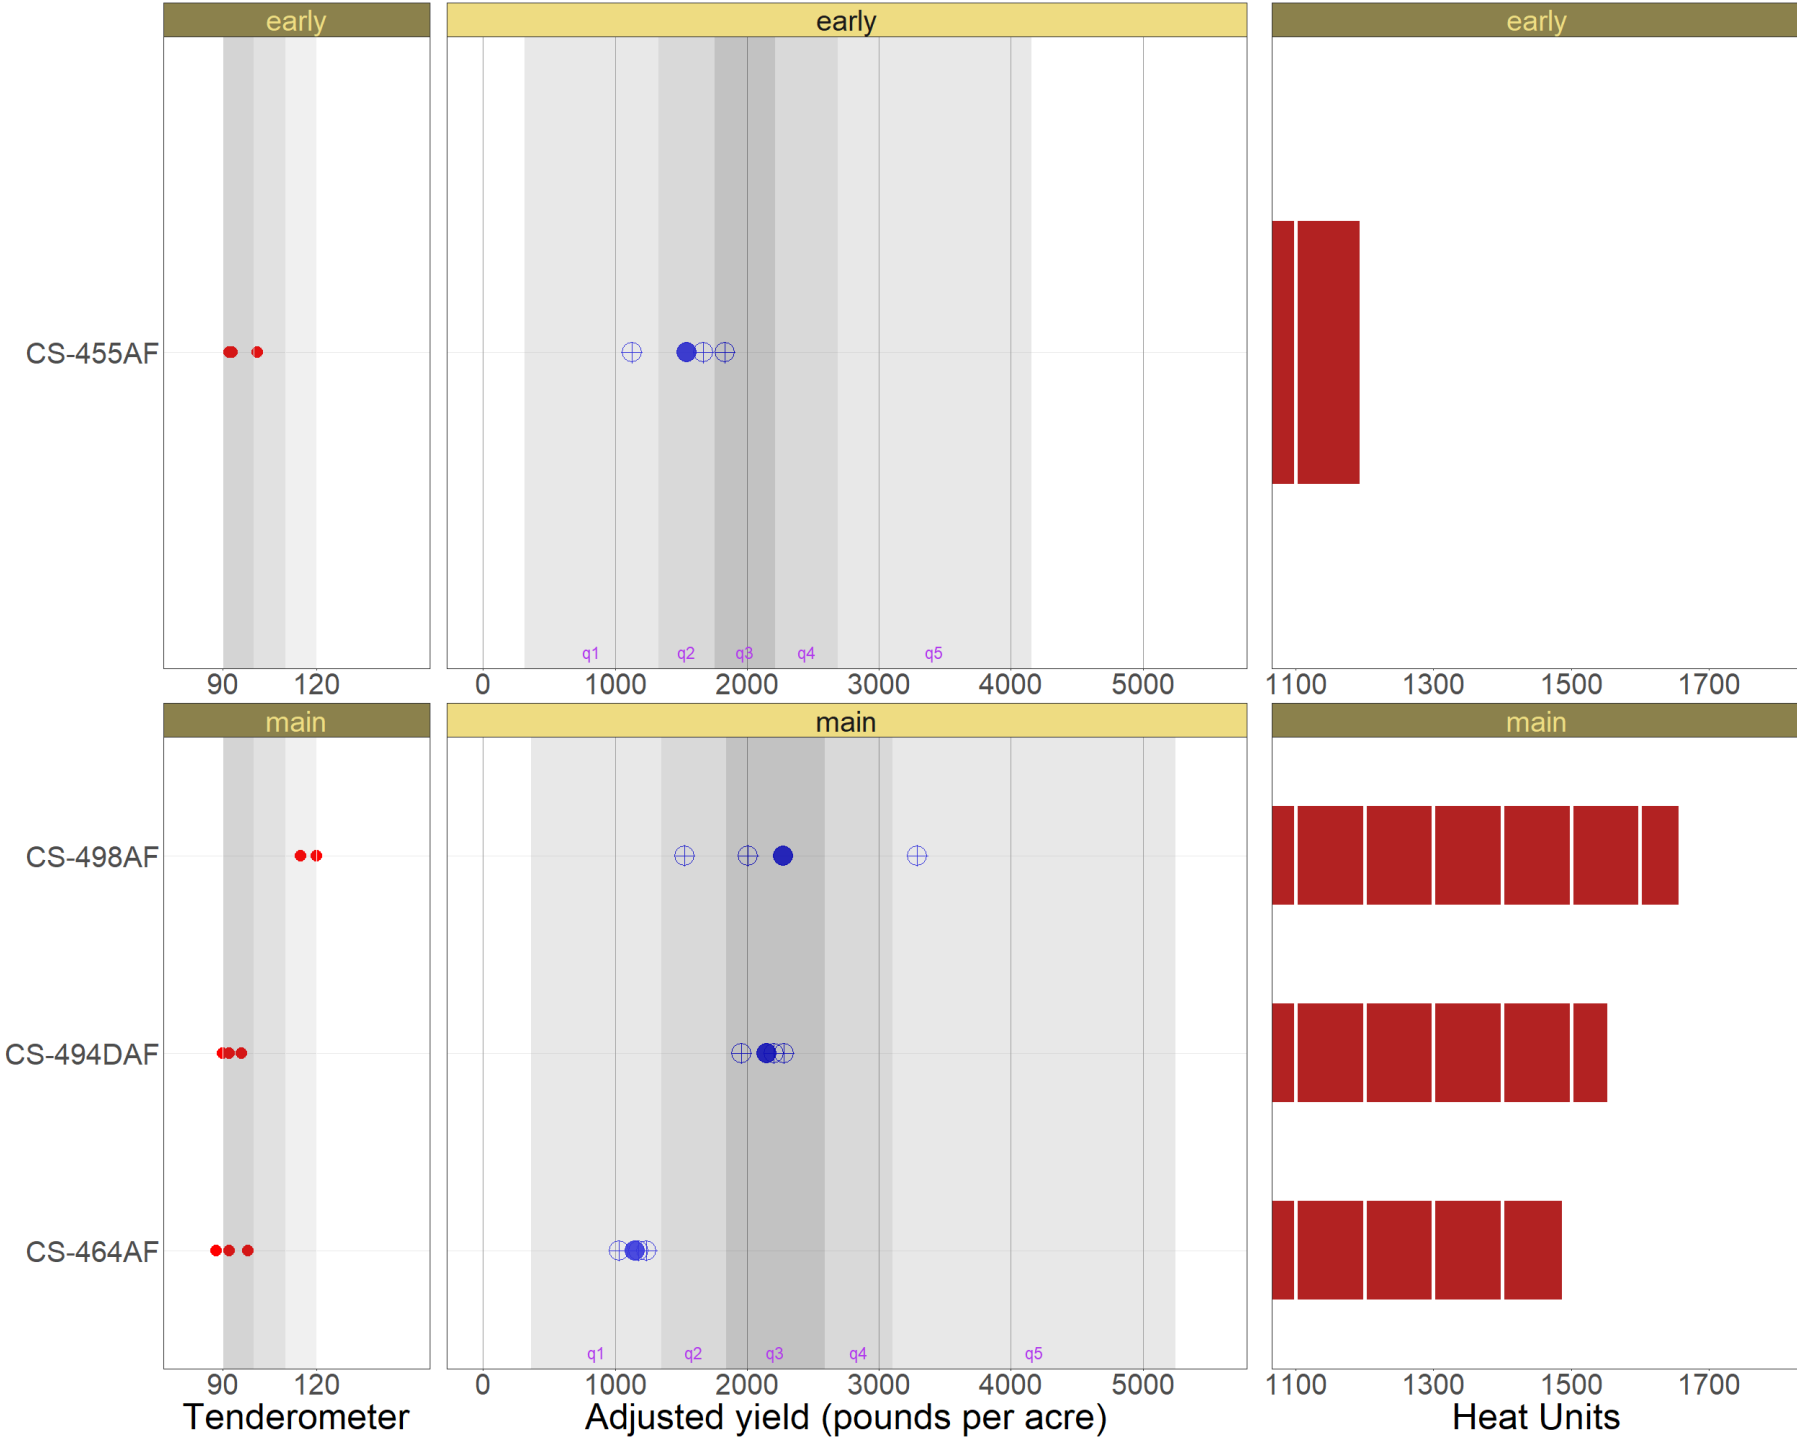 early early early
CS-455AF
q1 q2 q3 q4 q5
90 120 0 1000 2000 3000 4000 5000 1100 1300 1500 1700
main main main
CS-498AF
CS-494DAF
CS-464AF
q1 q2 q3 q4 q5
90 120 0 1000 2000 3000 4000 5000 1100 1300 1500 1700
Tenderometer Adjusted yield (pounds per acre) Heat Units